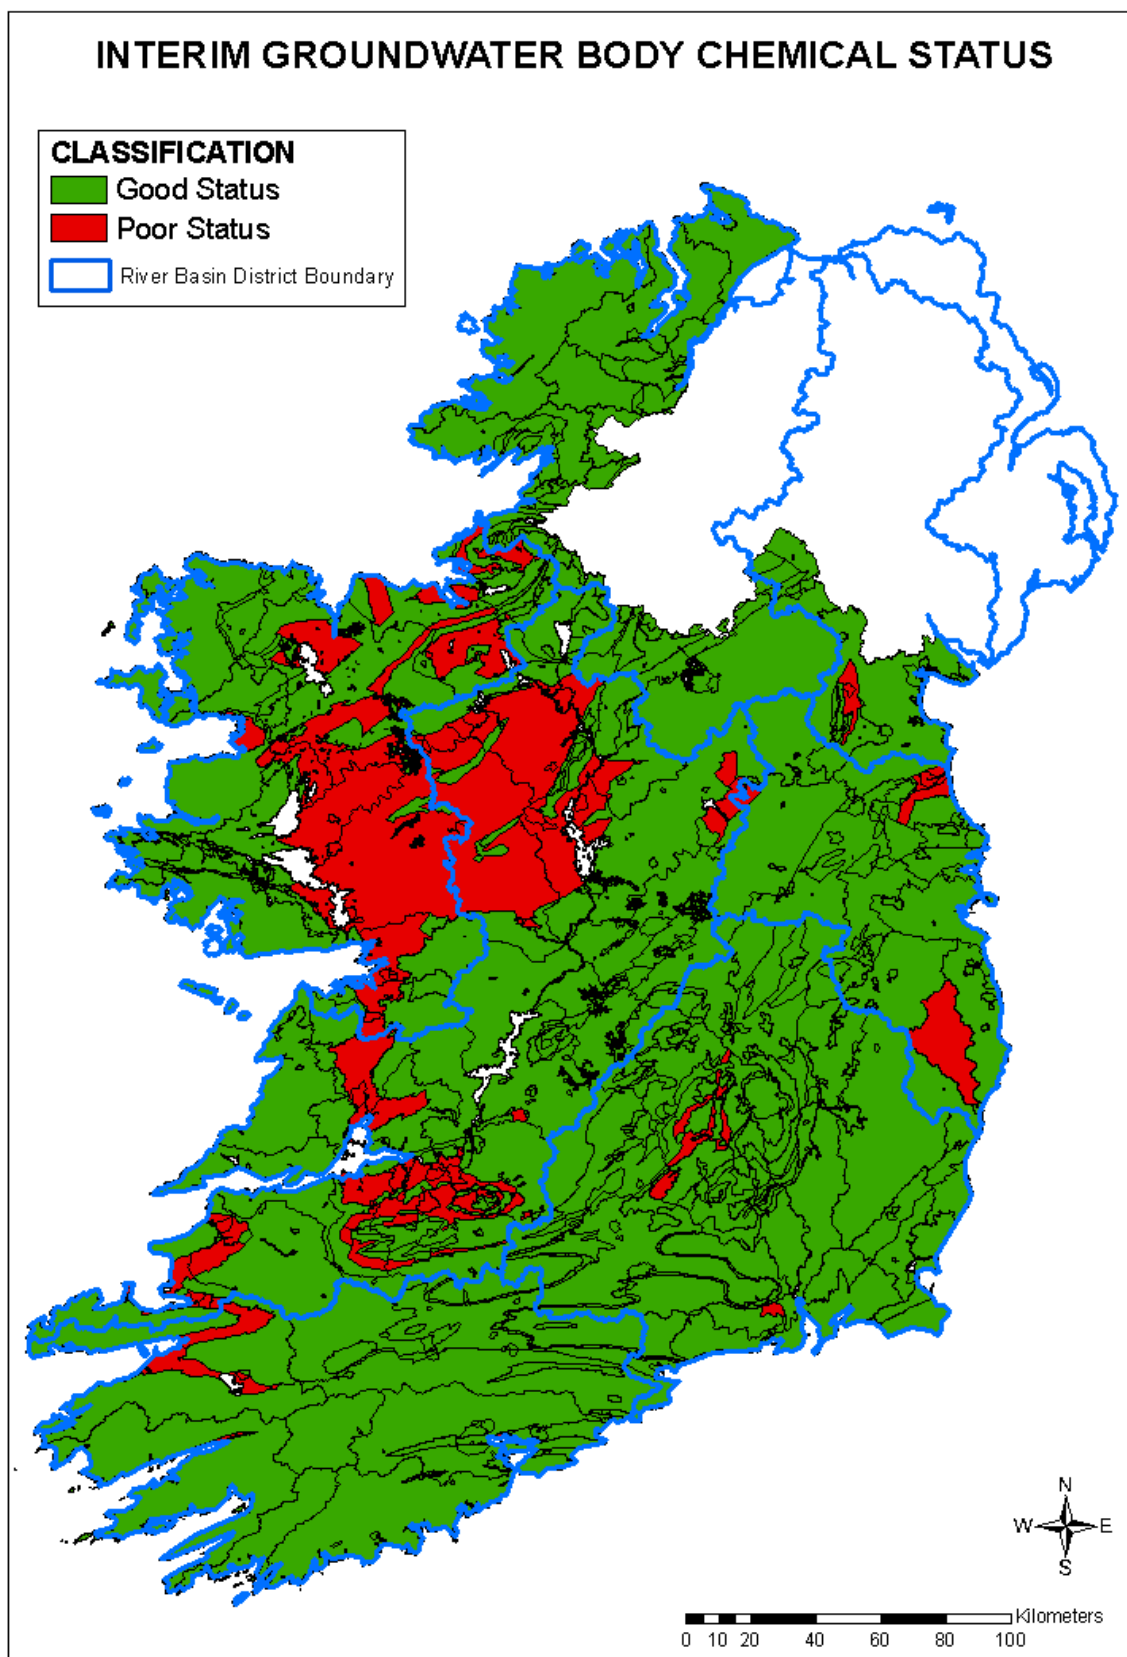 INTERIM GROUNDWATER BODY CHEMICAL STATUS
CLASSIFICATION
Good Status
Poor Status
River Basin District Boundary
N
W E
S
Kilometers
0 10 20 40 60 80 100